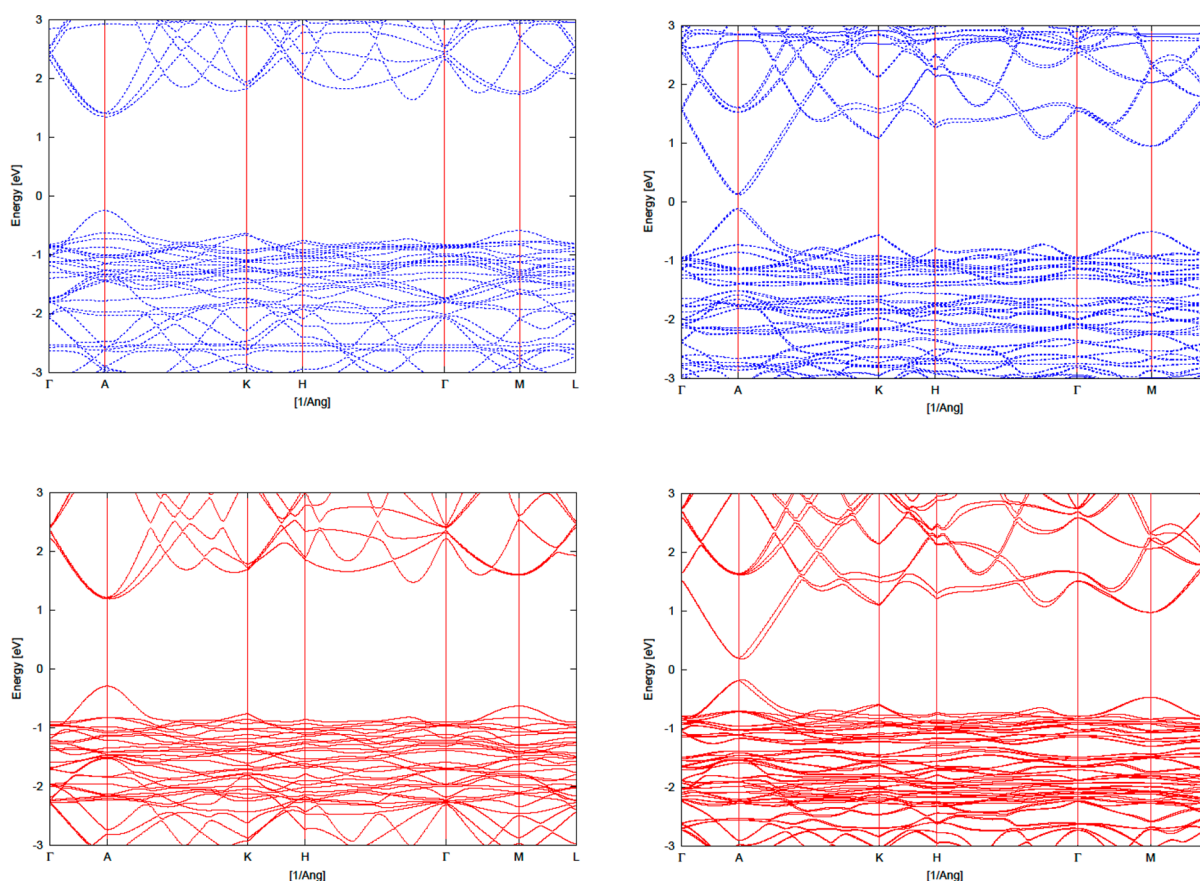 3
2
1
0
-1
-2
-3
Energy [eV]
Γ A K H Γ M L
[1/Ang]
3
2
1
0
-1
-2
-3
Energy [eV]
Γ A K H Γ M
[1/Ang]
3
2
1
0
-1
-2
-3
Energy [eV]
Γ A K H Γ M L
[1/Ang]
3
2
1
0
-1
-2
-3
Energy [eV]
Γ A K H Γ M
[1/Ang]